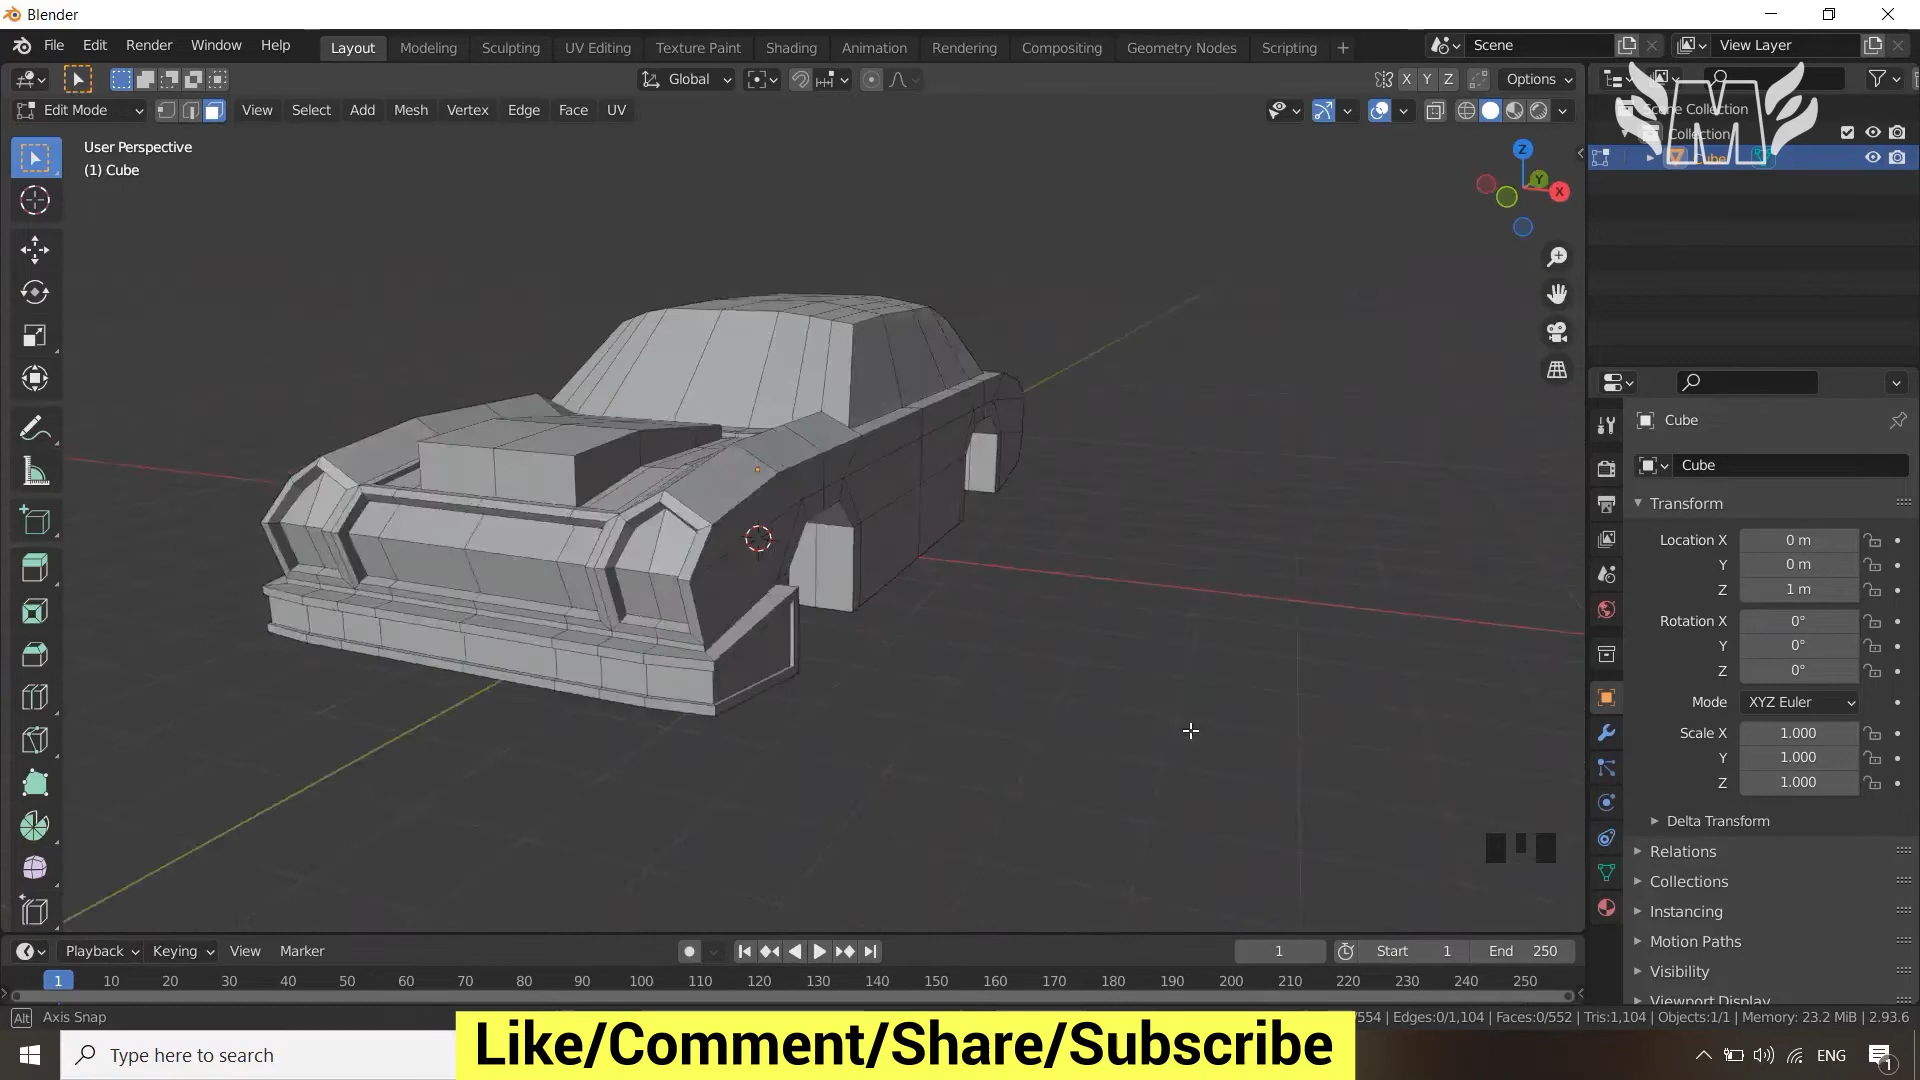 Blender
File Edit Render Window Help Layout Modeling Sculpting UV Editing Texture Paint Shading Animation Rendering Compositing Geometry Nodes Scripting + Scene View Layer
Global X Y Z Options
Edit Mode View Select Add Mesh Vertex Edge Face UV
Scene Collection
Collection
Cube
User Perspective
(1) Cube
Z
Y
X
Cube
Cube
Transform
Location X 0 m
Y 0 m
Z 1 m
Rotation X 0°
Y 0°
Z 0°
Mode XYZ Euler
Scale X 1.000
Y 1.000
Z 1.000
Delta Transform
Relations
Collections
Instancing
Motion Paths
Visibility
Viewport Display
Playback Keying View Marker 1 Start 1 End 250
1 10 20 30 40 50 60 70 80 90 100 110 120 130 140 150 160 170 180 190 200 210 220 230 240 250
Alt Axis Snap
/554 | Edges:0/1,104 | Faces:0/552 | Tris:1,104 | Objects:1/1 | Memory: 23.2 MiB | 2.93.6
Like/Comment/Share/Subscribe
Type here to search
ENG
1